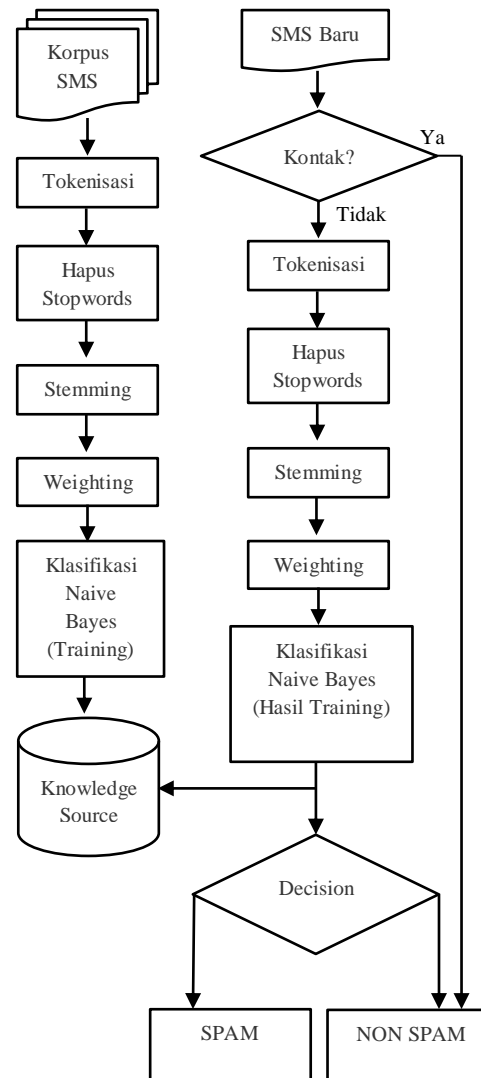 Korpus
SMS
Tokenisasi
Hapus
Stopwords
Stemming
Weighting
Klasifikasi
Naive
Bayes
(Training)
Knowledge
Source
SMS Baru
Kontak?
Ya
Tidak
Tokenisasi
Hapus
Stopwords
Stemming
Weighting
Klasifikasi
Naive Bayes
(Hasil Training)
Decision
SPAM
NON SPAM